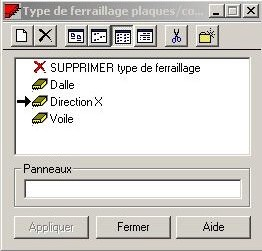 Type de ferraillage plaques/co...
SUPPRIMER type de ferraillage
Dalle
Direction X
Voile
Panneaux
Appliquer
Fermer
Aide